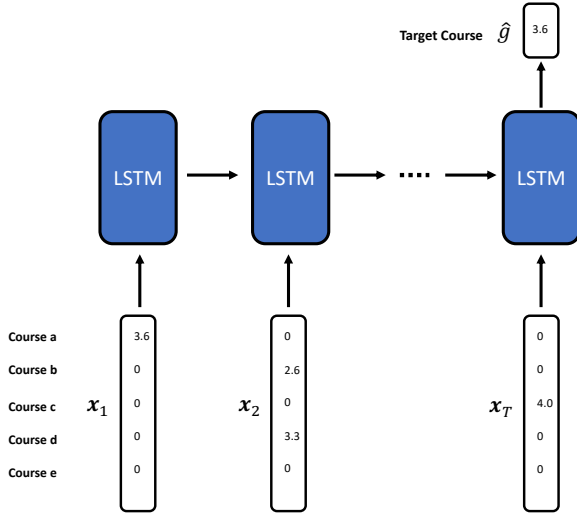 Target Course ĝ 3.6
LSTM LSTM ..... LSTM
Course a 3.6 0 0
Course b 0 2.6 0
Course c x₁ 0 x₂ 0 x_T 4.0
Course d 0 3.3 0
Course e 0 0 0